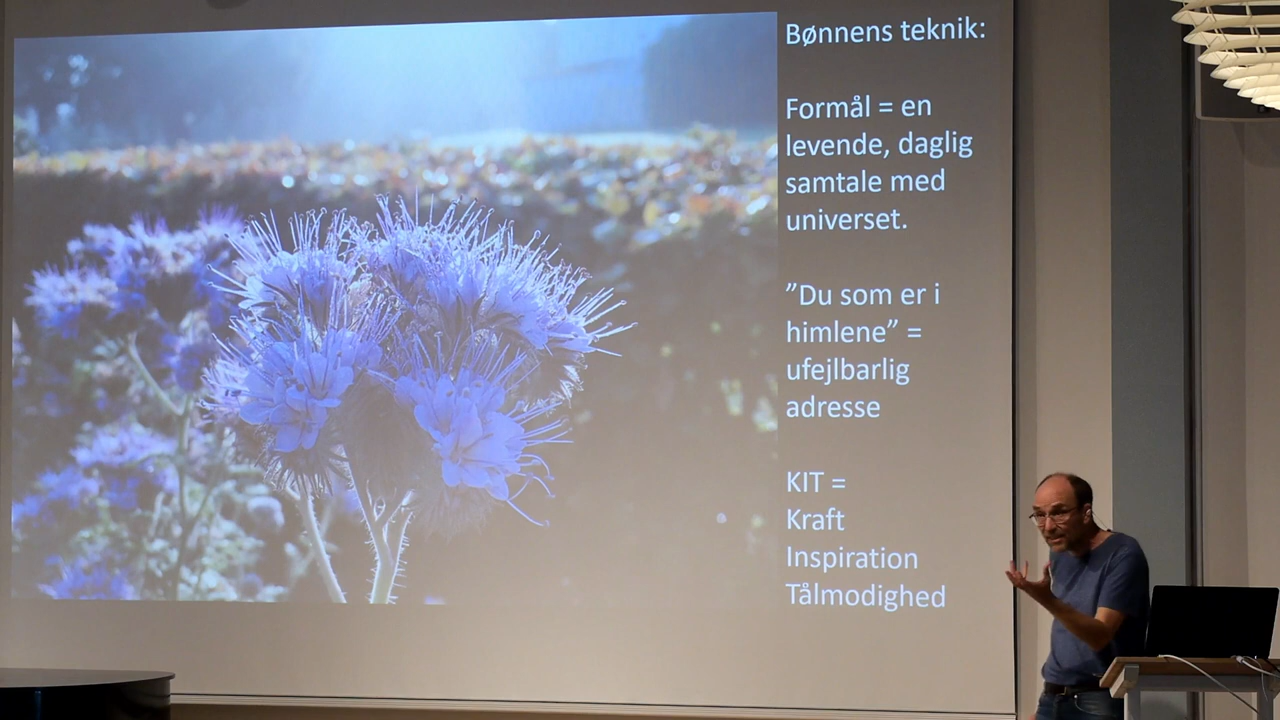 Bønnens teknik:
Formål = en
levende, daglig
samtale med
universet.
”Du som er i
himlene” =
ufejlbarlig
adresse
KIT =
Kraft
Inspiration
Tålmodighed